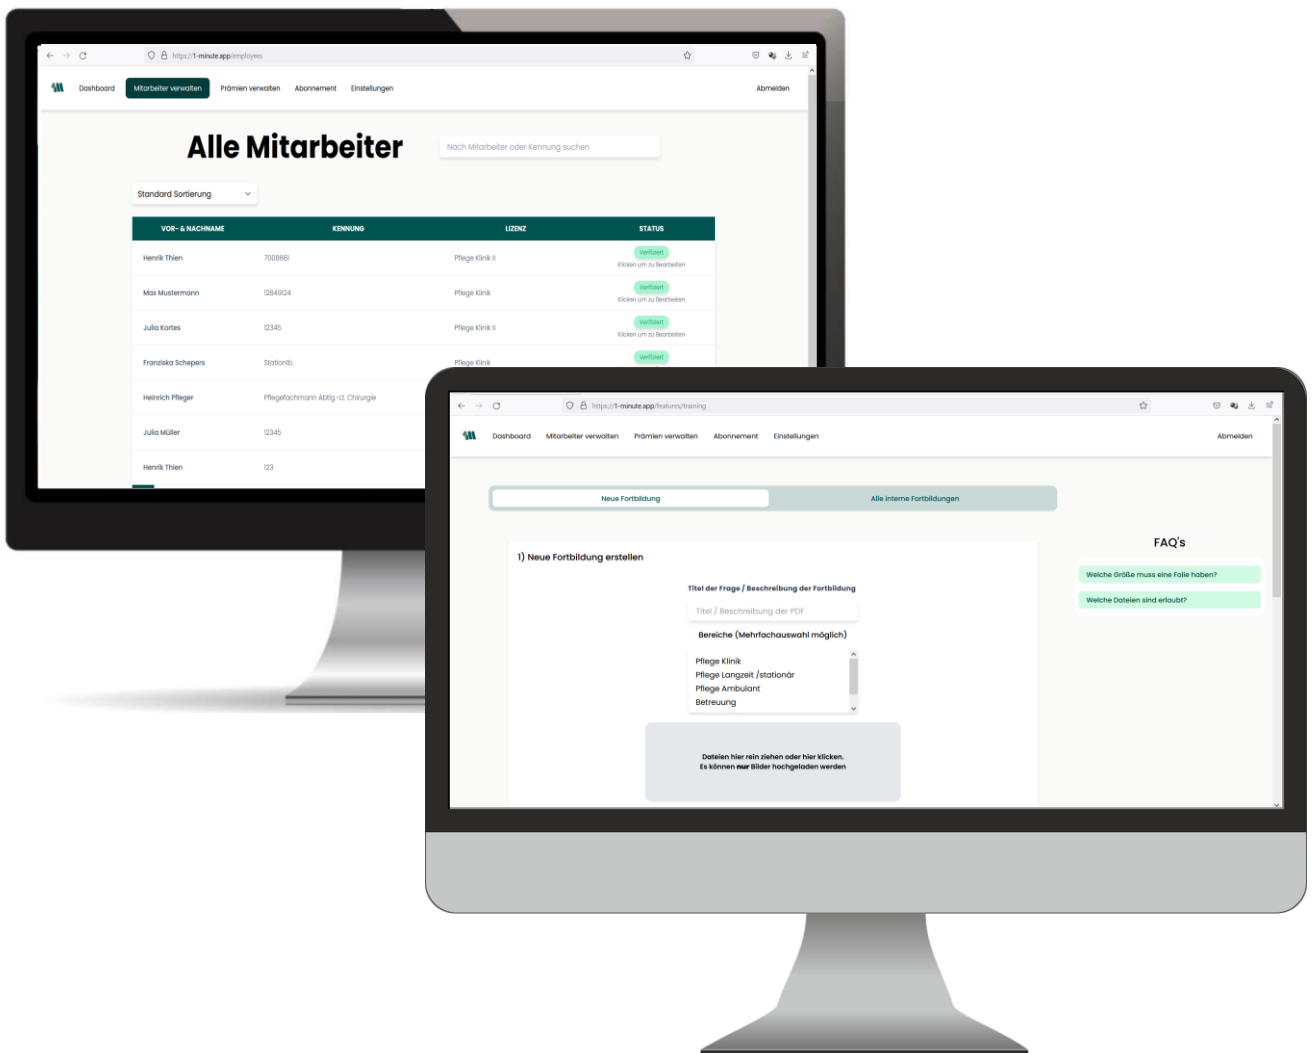 https://1-minute.app/employees
Dashboard Mitarbeiter verwalten Prämien verwalten Abonnement Einstellungen Abmelden
Alle Mitarbeiter
Nach Mitarbeiter oder Kennung suchen
Standard Sortierung
VOR- & NACHNAME KENNUNG LIZENZ STATUS
Henrik Thien 7008661 Pflege Klinik II Verifiziert
Klicken um zu Bearbeiten
Max Mustermann 12849124 Pflege Klinik Verifiziert
Klicken um zu Bearbeiten
Julia Kortes 12345 Pflege Klinik II Verifiziert
Klicken um zu Bearbeiten
Franziska Schepers Station1b Pflege Klinik Verifiziert
Heinrich Pfleger Pflegefachmann Abtlg.-Lt. Chirurgie
Julia Müller 12345
Henrik Thien 123
https://1-minute.app/features/training
Dashboard Mitarbeiter verwalten Prämien verwalten Abonnement Einstellungen Abmelden
Neue Fortbildung Alle interne Fortbildungen
1) Neue Fortbildung erstellen
Titel der Frage / Beschreibung der Fortbildung
Titel / Beschreibung der PDF
Bereiche (Mehrfachauswahl möglich)
Pflege Klinik
Pflege Langzeit /stationär
Pflege Ambulant
Betreuung
Dateien hier rein ziehen oder hier klicken.
Es können nur Bilder hochgeladen werden
FAQ's
Welche Größe muss eine Folie haben?
Welche Dateien sind erlaubt?